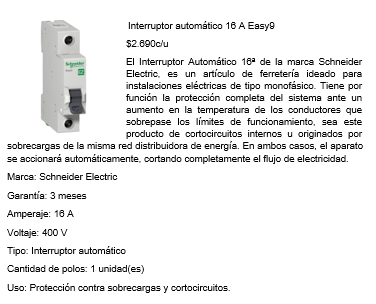 Interruptor automático 16 A Easy9
$2.690c/u
El Interruptor Automático 16ª de la marca Schneider
Electric, es un artículo de ferretería ideado para
instalaciones eléctricas de tipo monofásico. Tiene por
función la protección completa del sistema ante un
aumento en la temperatura de los conductores que
sobrepase los límites de funcionamiento, sea este
producto de cortocircuitos internos u originados por
sobrecargas de la misma red distribuidora de energía. En ambos casos, el aparato
se accionará automáticamente, cortando completamente el flujo de electricidad.
Marca: Schneider Electric
Garantía: 3 meses
Amperaje: 16 A
Voltaje: 400 V
Tipo: Interruptor automático
Cantidad de polos: 1 unidad(es)
Uso: Protección contra sobrecargas y cortocircuitos.